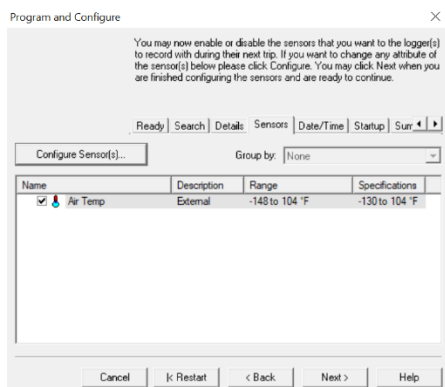 Program and Configure
You may now enable or disable the sensors that you want to the logger(s)
to record with during their next trip. If you want to change any attribute of
the sensor(s) below please click Configure. You may click Next when you
are finished configuring the sensors and are ready to continue.
Ready Search Details Sensors Date/Time Startup Sum
Configure Sensor(s)... Group by: None
Name Description Range Specifications
Air Temp External -148 to 104 °F -130 to 104 °F
Cancel |< Restart < Back Next > Help